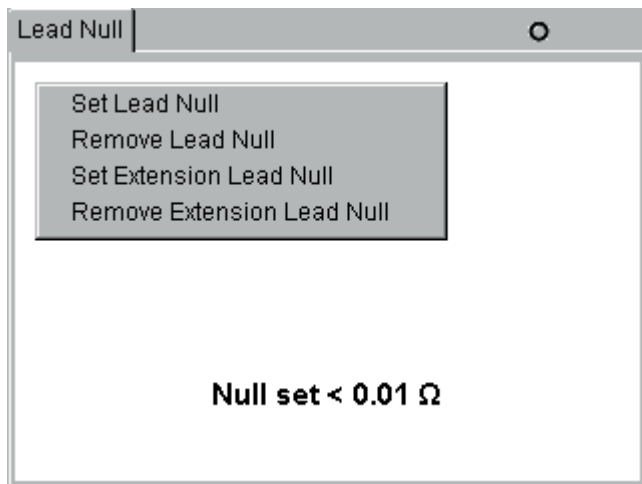 Lead Null
Set Lead Null
Remove Lead Null
Set Extension Lead Null
Remove Extension Lead Null
Null set < 0.01 Ω